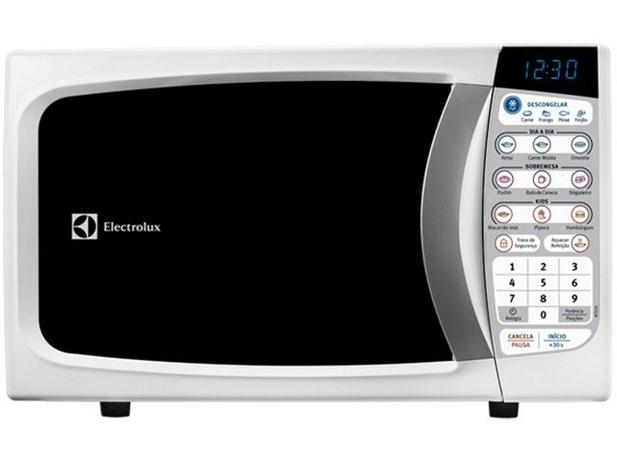 12:30
DESCONGELAR
Carne Frango Peixe Feijão
DIA A DIA
Arroz Carne Moída Omelete
SOBREMESA
Pudim Bolo de Caneca Brigadeiro
KIDS
Macarrão Inst. Pipoca Hambúrguer
Trava de Segurança
Aquecer Refeição
Electrolux
1 2 3
4 5 6
7 8 9
Relógio 0 Potência Porções
CANCELA PAUSA
INÍCIO +30 s